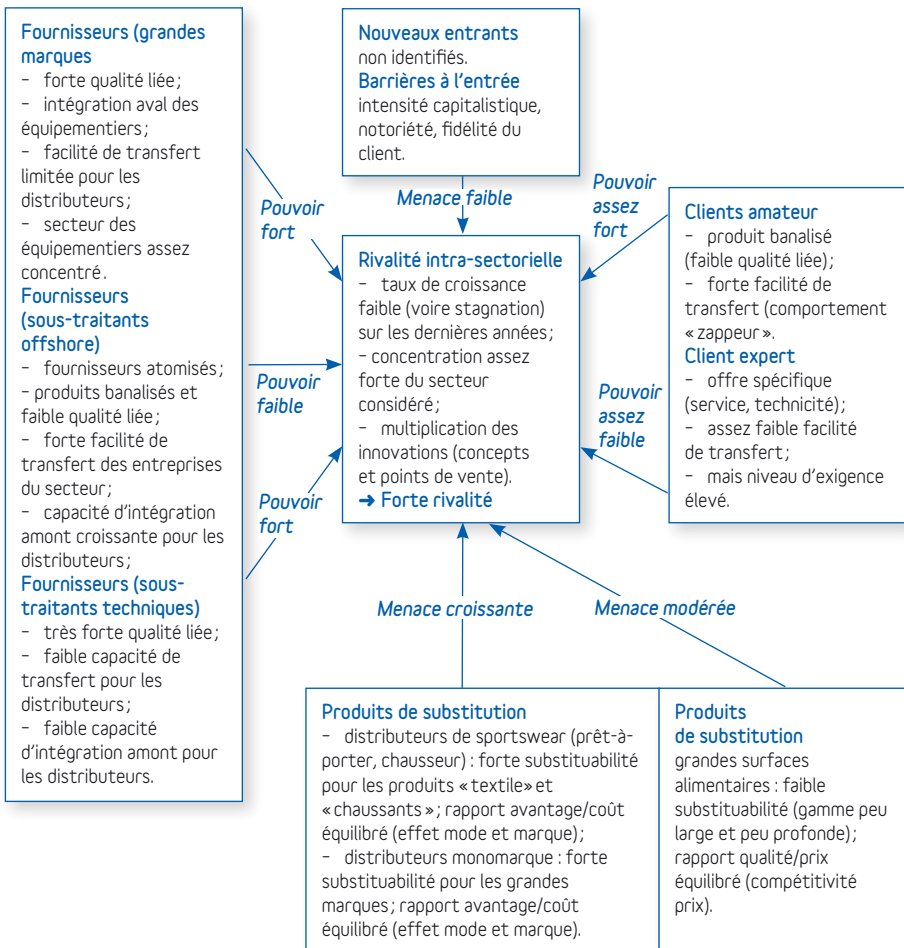 Fournisseurs (grandes
marques
– forte qualité liée ;
– intégration aval des
équipementiers ;
– facilité de transfert
limitée pour les
distributeurs ;
– secteur des
équipementiers assez
concentré.
Fournisseurs
(sous-traitants
offshore)
– fournisseurs atomisés ;
– produits banalisés et
faible qualité liée ;
– forte facilité de
transfert des entreprises
du secteur ;
– capacité d’intégration
amont croissante pour les
distributeurs ;
Fournisseurs (sous-
traitants techniques)
– très forte qualité liée ;
– faible capacité de
transfert pour les
distributeurs ;
– faible capacité
d’intégration amont pour
les distributeurs.
Pouvoir
fort
Pouvoir
faible
Pouvoir
fort
Nouveaux entrants
non identifiés.
Barrières à l’entrée
intensité capitalistique,
notoriété, fidélité du
client.
Menace faible
Rivalité intra-sectorielle
– taux de croissance
faible (voire stagnation)
sur les dernières années ;
– concentration assez
forte du secteur
considéré ;
– multiplication des
innovations (concepts
et points de vente).
➜ Forte rivalité
Pouvoir
assez
fort
Pouvoir
assez
faible
Clients amateur
– produit banalisé
(faible qualité liée) ;
– forte facilité de
transfert (comportement
« zappeur ».
Client expert
– offre spécifique
(service, technicité) ;
– assez faible facilité
de transfert ;
– mais niveau d’exigence
élevé.
Menace croissante
Menace modérée
Produits de substitution
– distributeurs de sportswear (prêt-à-
porter, chausseur) : forte substituabilité
pour les produits « textile» et
« chaussants » ; rapport avantage/coût
équilibré (effet mode et marque) ;
– distributeurs monomarque : forte
substituabilité pour les grandes
marques ; rapport avantage/coût
équilibré (effet mode et marque).
Produits
de substitution
grandes surfaces
alimentaires : faible
substituabilité (gamme peu
large et peu profonde) ;
rapport qualité/prix
équilibré (compétitivité
prix).